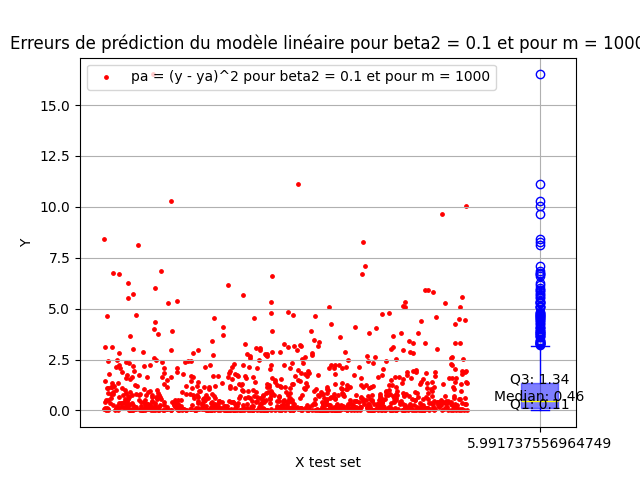 Erreurs de prédiction du modèle linéaire pour beta2 = 0.1 et pour m = 1000
pa = (y - ya)^2 pour beta2 = 0.1 et pour m = 1000
15.0
12.5
10.0
7.5
5.0
2.5
0.0
Y
Q3: 1.34
Median: 0.46
Q1: 0.11
5.991737556964749
X test set